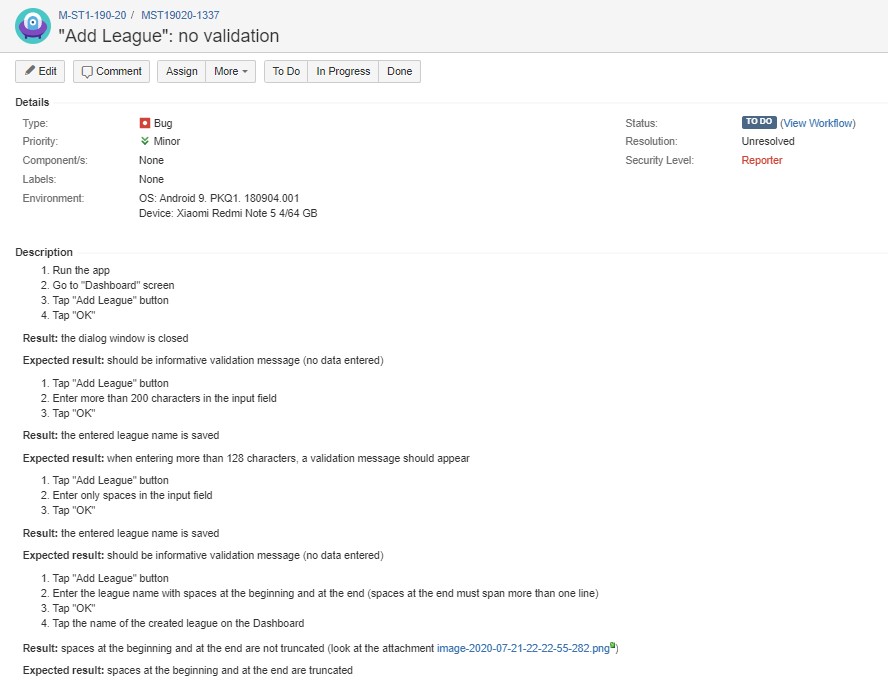 M-ST1-190-20 / MST19020-1337
"Add League": no validation
Edit Comment Assign More To Do In Progress Done
Details
Type: Bug Status: TO DO (View Workflow)
Priority: Minor Resolution: Unresolved
Component/s: None Security Level: Reporter
Labels: None
Environment: OS: Android 9. PKQ1. 180904.001
Device: Xiaomi Redmi Note 5 4/64 GB
Description
1. Run the app
2. Go to "Dashboard" screen
3. Tap "Add League" button
4. Tap "OK"
Result: the dialog window is closed
Expected result: should be informative validation message (no data entered)
1. Tap "Add League" button
2. Enter more than 200 characters in the input field
3. Tap "OK"
Result: the entered league name is saved
Expected result: when entering more than 128 characters, a validation message should appear
1. Tap "Add League" button
2. Enter only spaces in the input field
3. Tap "OK"
Result: the entered league name is saved
Expected result: should be informative validation message (no data entered)
1. Tap "Add League" button
2. Enter the league name with spaces at the beginning and at the end (spaces at the end must span more than one line)
3. Tap "OK"
4. Tap the name of the created league on the Dashboard
Result: spaces at the beginning and at the end are not truncated (look at the attachment image-2020-07-21-22-22-55-282.png)
Expected result: spaces at the beginning and at the end are truncated